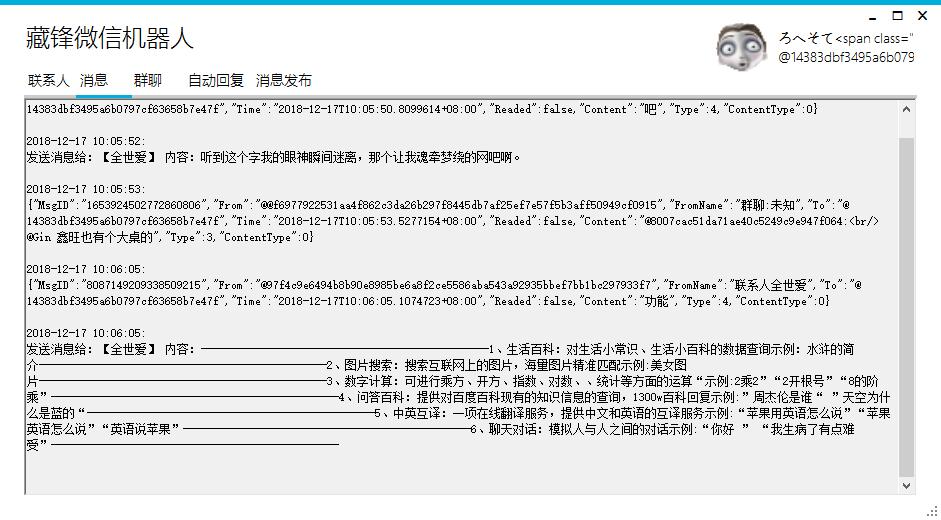 藏锋微信机器人
ろへそて<span class="
@14383dbf3495a6b079
联系人 消息 群聊 自动回复 消息发布
14383dbf3495a6b0797cf63658b7e47f","Time":"2018-12-17T10:05:50.8099614+08:00","Readed":false,"Content":"吧","Type":4,"ContentType":0}
2018-12-17 10:05:52:
发送消息给：【全世爱】 内容：听到这个字我的眼神瞬间迷离，那个让我魂牵梦绕的网吧啊。
2018-12-17 10:05:53:
{"MsgID":"1653924502772860806","From":"@@f6977922531aa4f862c3da26b297f8445db7af25ef7e57f5b3aff50949cf0915","FromName":"群聊:未知","To":"@
14383dbf3495a6b0797cf63658b7e47f","Time":"2018-12-17T10:05:53.5277154+08:00","Readed":false,"Content":"@8007cac51da71ae40c5249c9e947f064:<br/>
@Gin 鑫旺也有个大桌的","Type":3,"ContentType":0}
2018-12-17 10:06:05:
{"MsgID":"8087149209338509215","From":"@97f4c9e6494b8b90e8985be6a8f2ce5586aba543a92935bbef7bb1bc297933f7","FromName":"联系人全世爱","To":"@
14383dbf3495a6b0797cf63658b7e47f","Time":"2018-12-17T10:06:05.1074723+08:00","Readed":false,"Content":"功能","Type":4,"ContentType":0}
2018-12-17 10:06:05:
发送消息给：【全世爱】 内容：————————————————————————1、生活百科：对生活小常识、生活小百科的数据查询示例：水浒的简
介————————————————————————2、图片搜索：搜索互联网上的图片，海量图片精准匹配示例:美女图
片————————————————————————3、数字计算：可进行乘方、开方、指数、对数、、统计等方面的运算“示例:2乘2”“2开根号”“8的阶
乘”————————————————————————4、问答百科：提供对百度百科现有的知识信息的查询，1300w百科回复示例:”周杰伦是谁“ ”天空为什
么是蓝的“————————————————————————5、中英互译：一项在线翻译服务，提供中文和英语的互译服务示例:“苹果用英语怎么说”“苹果
英语怎么说”“英语说苹果”————————————————————————6、聊天对话：模拟人与人之间的对话示例:“你好 ” “我生病了有点难
受”————————————————————————